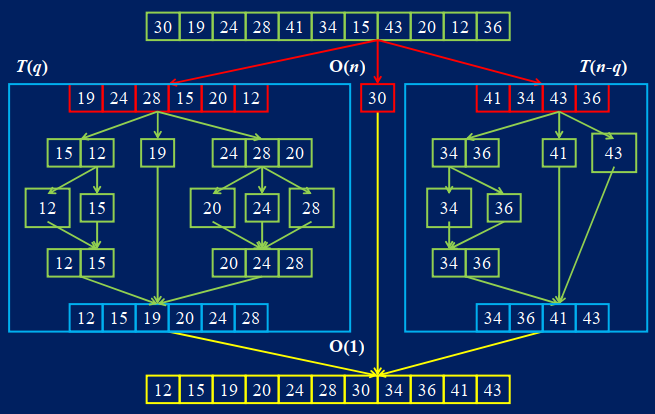 30 19 24 28 41 34 15 43 20 12 36
T(q) O(n) T(n-q)
19 24 28 15 20 12 30 41 34 43 36
15 12 19 24 28 20 34 36 41 43
12 15 20 24 28 34 36
12 15 20 24 28 34 36
12 15 19 20 24 28 34 36 41 43
O(1)
12 15 19 20 24 28 30 34 36 41 43